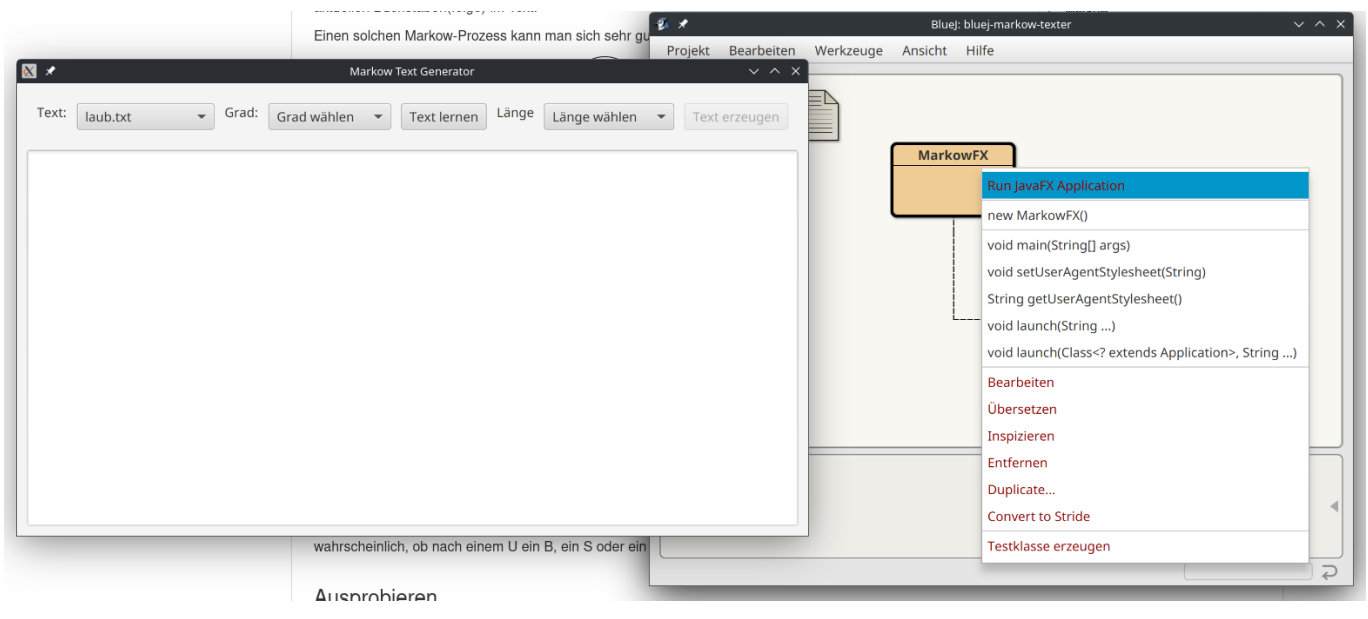 Einen solchen Markow-Prozess kann man sich sehr gu
BlueJ: bluej-markow-texter
Projekt Bearbeiten Werkzeuge Ansicht Hilfe
Markow Text Generator
Text: laub.txt Grad: Grad wählen Text lernen Länge Länge wählen Text erzeugen
MarkowFX
Run JavaFX Application
new MarkowFX()
void main(String[] args)
void setUserAgentStylesheet(String)
String getUserAgentStylesheet()
void launch(String ...)
void launch(Class<? extends Application>, String ...)
Bearbeiten
Übersetzen
Inspizieren
Entfernen
Duplicate...
Convert to Stride
Testklasse erzeugen
wahrscheinlich, ob nach einem U ein B, ein S oder ein
Ausprobieren